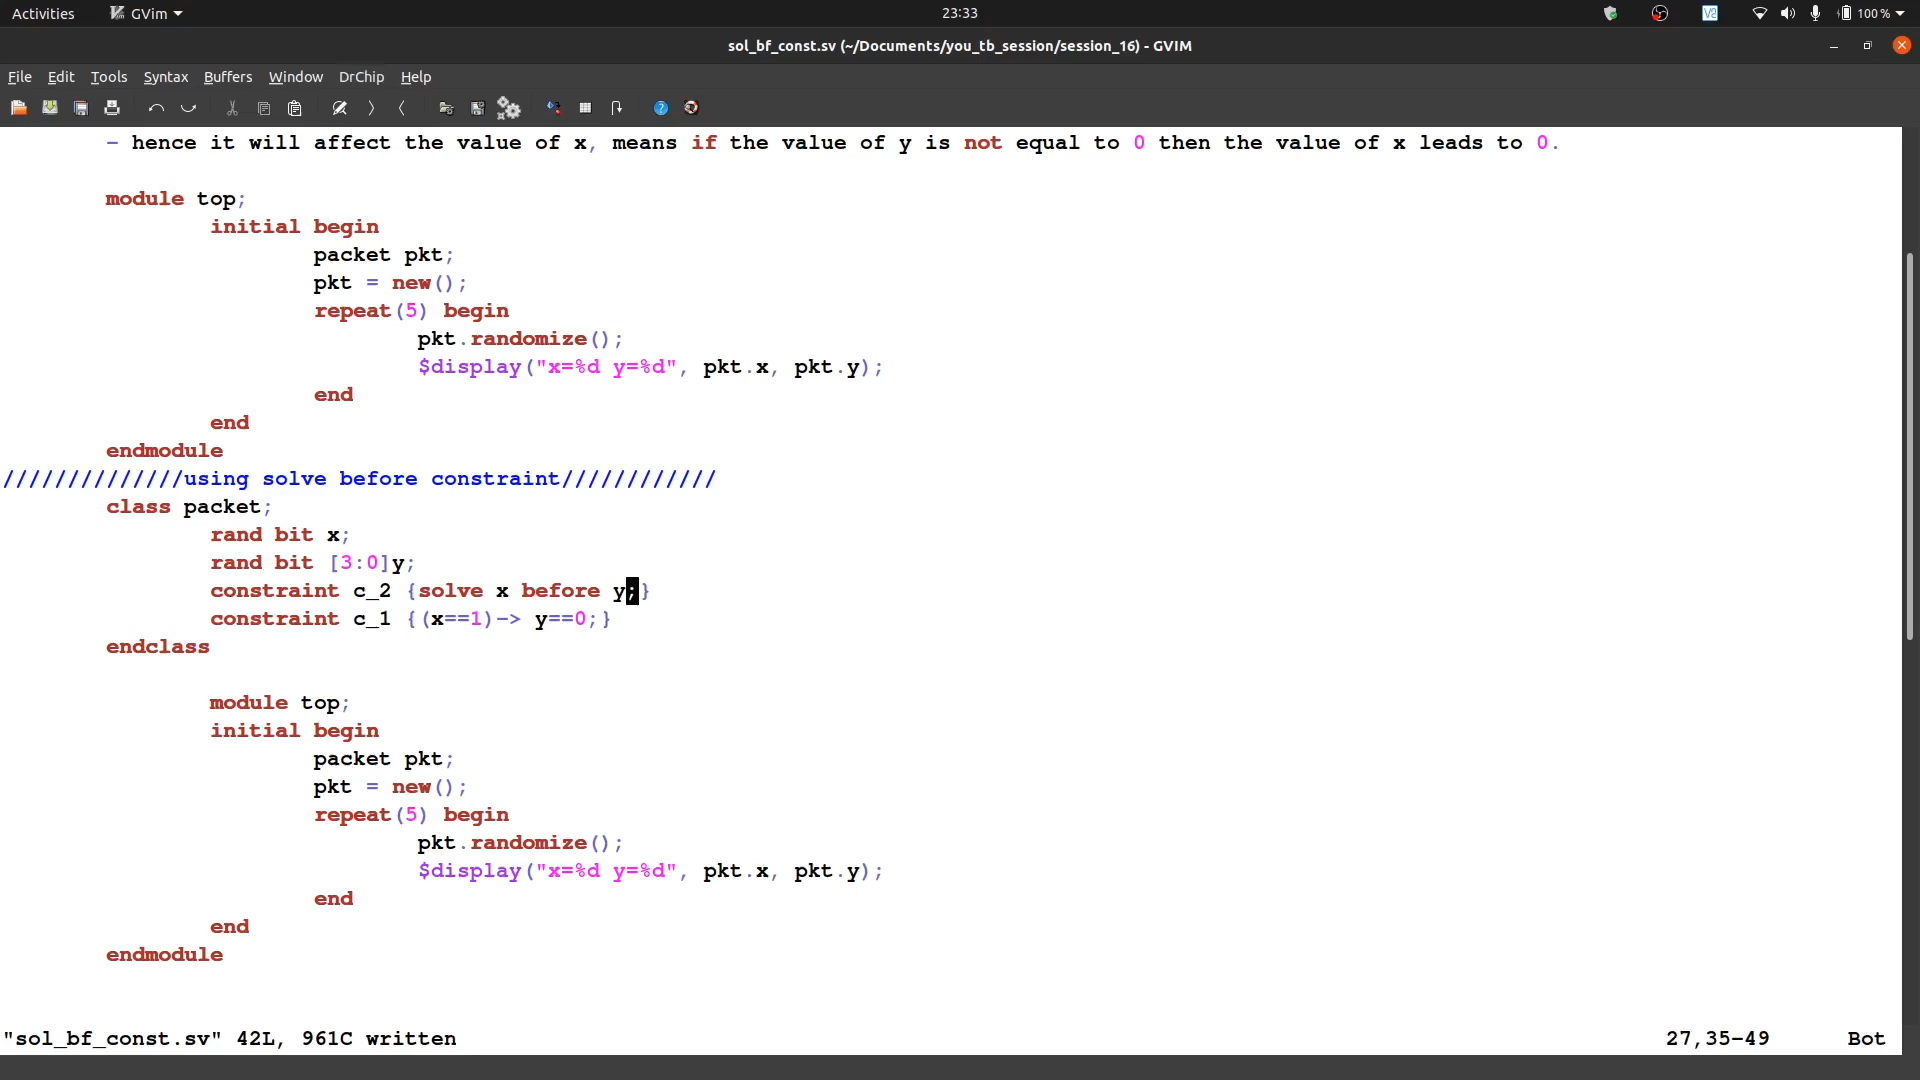 Activities GVim 23:33 V2 100 %
sol_bf_const.sv (~/Documents/you_tb_session/session_16) - GVIM
File Edit Tools Syntax Buffers Window DrChip Help
- hence it will affect the value of x, means if the value of y is not equal to 0 then the value of x leads to 0.
module top;
initial begin
packet pkt;
pkt = new();
repeat(5) begin
pkt.randomize();
$display("x=%d y=%d", pkt.x, pkt.y);
end
end
endmodule
//////////////using solve before constraint////////////
class packet;
rand bit x;
rand bit [3:0]y;
constraint c_2 {solve x before y;}
constraint c_1 {(x==1)-> y==0;}
endclass
module top;
initial begin
packet pkt;
pkt = new();
repeat(5) begin
pkt.randomize();
$display("x=%d y=%d", pkt.x, pkt.y);
end
end
endmodule
"sol_bf_const.sv" 42L, 961C written 27,35-49 Bot